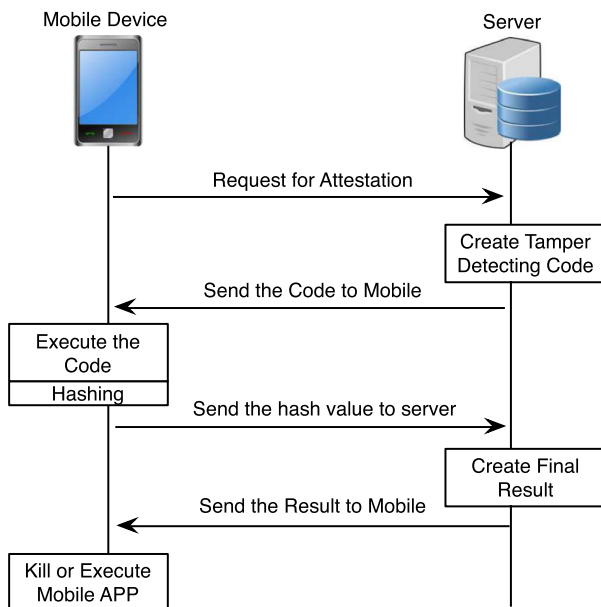 Mobile Device
Server
Request for Attestation
Create Tamper
Detecting Code
Send the Code to Mobile
Execute the
Code
Hashing
Send the hash value to server
Create Final
Result
Send the Result to Mobile
Kill or Execute
Mobile APP